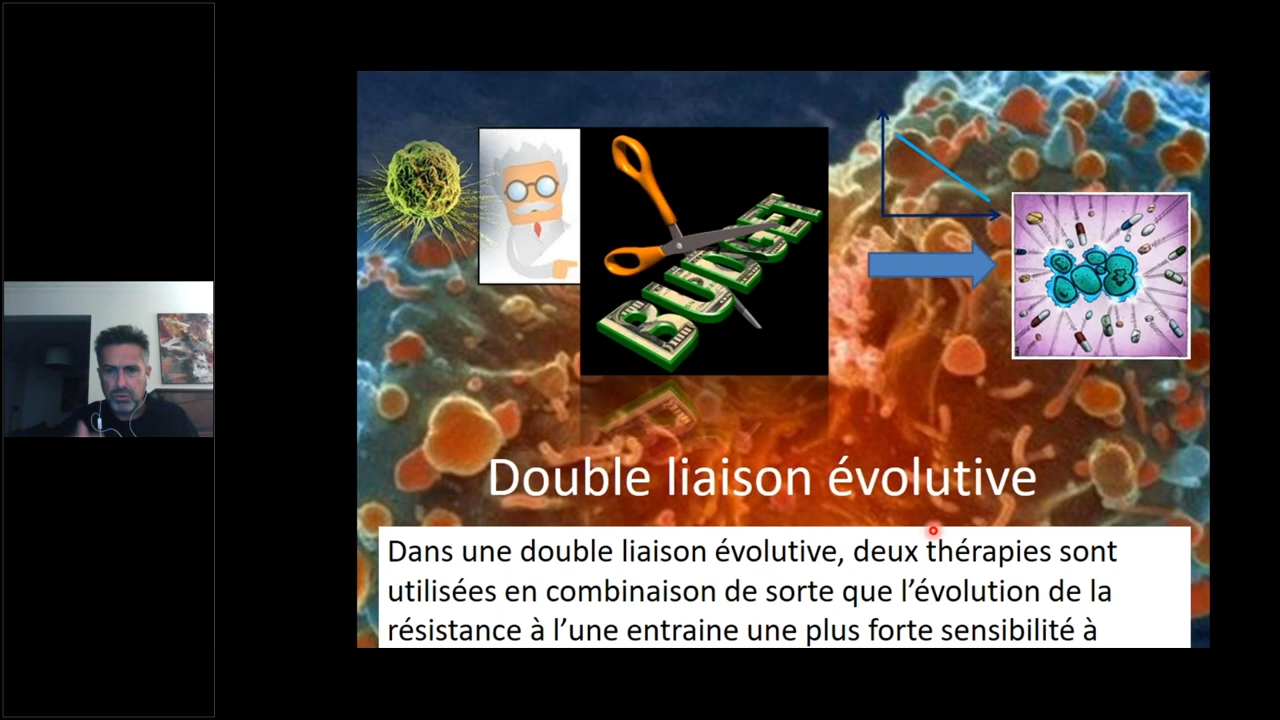 BUDGET
Double liaison évolutive
Dans une double liaison évolutive, deux thérapies sont
utilisées en combinaison de sorte que l’évolution de la
résistance à l’une entraine une plus forte sensibilité à